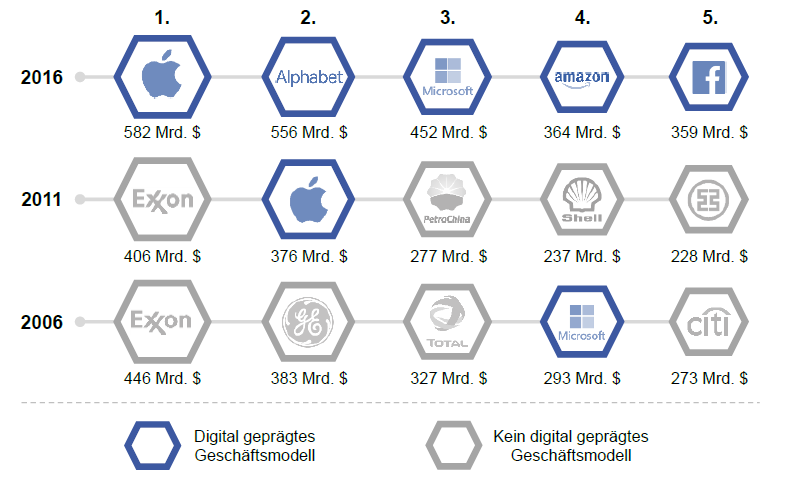 1. 2. 3. 4. 5.
2016
Alphabet
Microsoft
amazon
582 Mrd. $ 556 Mrd. $ 452 Mrd. $ 364 Mrd. $ 359 Mrd. $
2011
Exxon
PetroChina
Shell
406 Mrd. $ 376 Mrd. $ 277 Mrd. $ 237 Mrd. $ 228 Mrd. $
2006
Exxon
GE
TOTAL
Microsoft
citi
446 Mrd. $ 383 Mrd. $ 327 Mrd. $ 293 Mrd. $ 273 Mrd. $
Digital geprägtes
Geschäftsmodell
Kein digital geprägtes
Geschäftsmodell